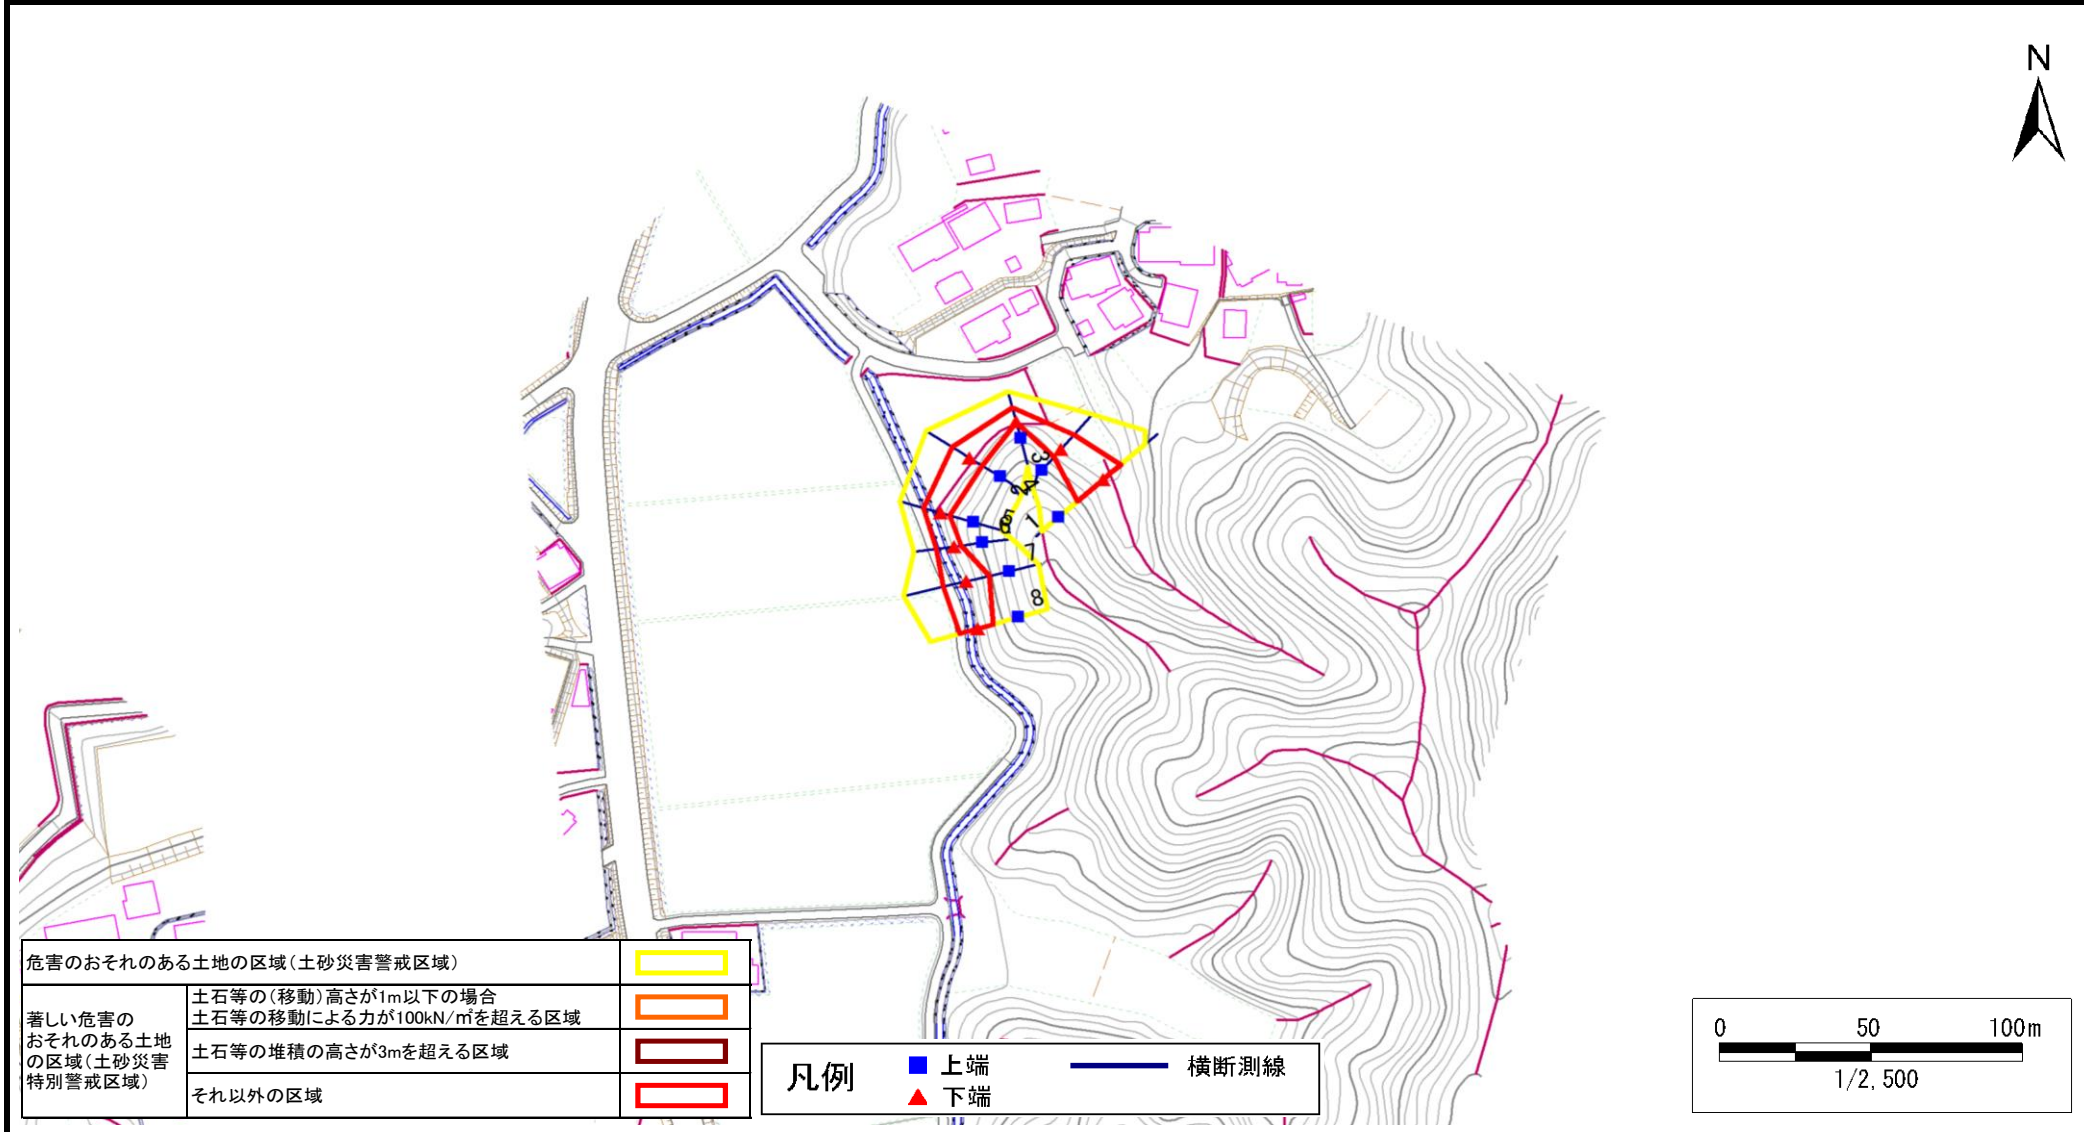 N
3
4
2
5
6
1
7
8
危害のおそれのある土地の区域(土砂災害警戒区域)
著しい危害の
おそれのある土地
の区域(土砂災害
特別警戒区域)
土石等の(移動)高さが1m以下の場合
土石等の移動による力が100kN/㎡を超える区域
土石等の堆積の高さが3mを超える区域
それ以外の区域
凡例
上端
下端
横断測線
0 50 100m
1/2,500